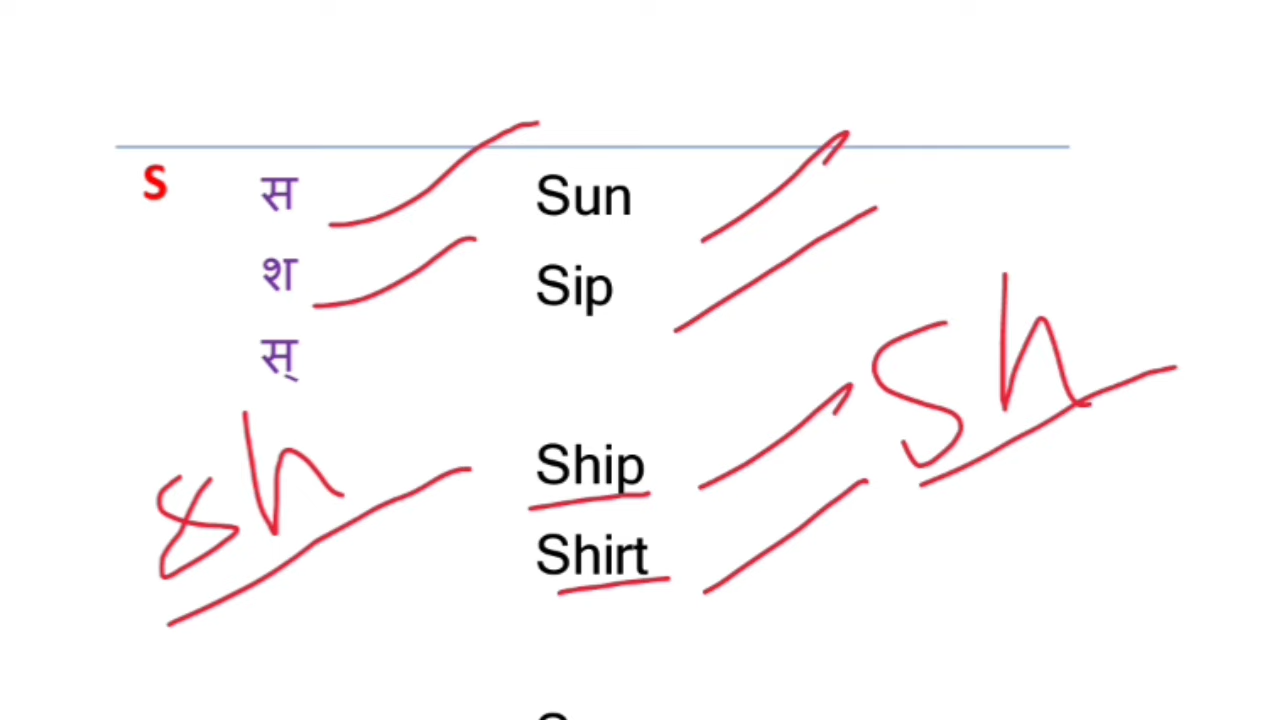 S स Sun
श Sip
स्
Sh
sh Ship
Shirt